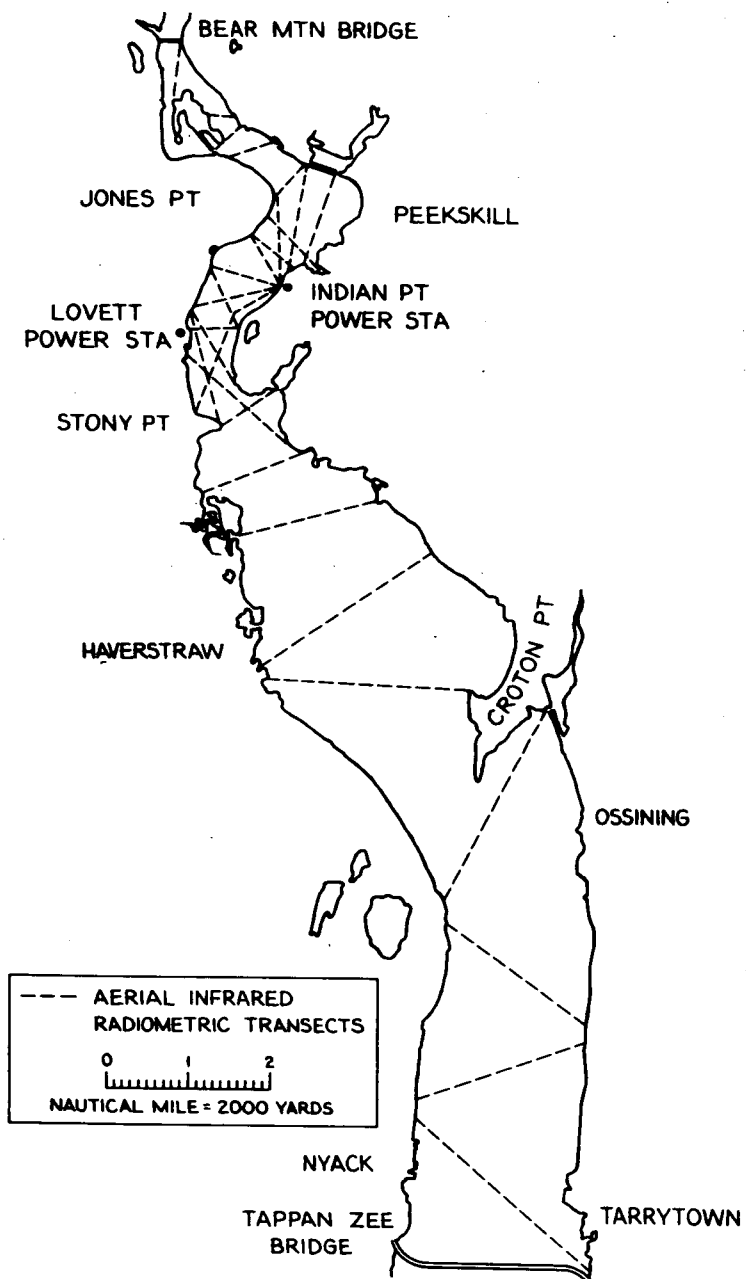 BEAR MTN BRIDGE
JONES PT
PEEKSKILL
INDIAN PT
POWER STA
LOVETT
POWER STA
STONY PT
HAVERSTRAW
CROTON PT
OSSINING
--- AERIAL INFRARED
RADIOMETRIC TRANSECTS
0 1 2
NAUTICAL MILE = 2000 YARDS
NYACK
TAPPAN ZEE
BRIDGE
TARRYTOWN